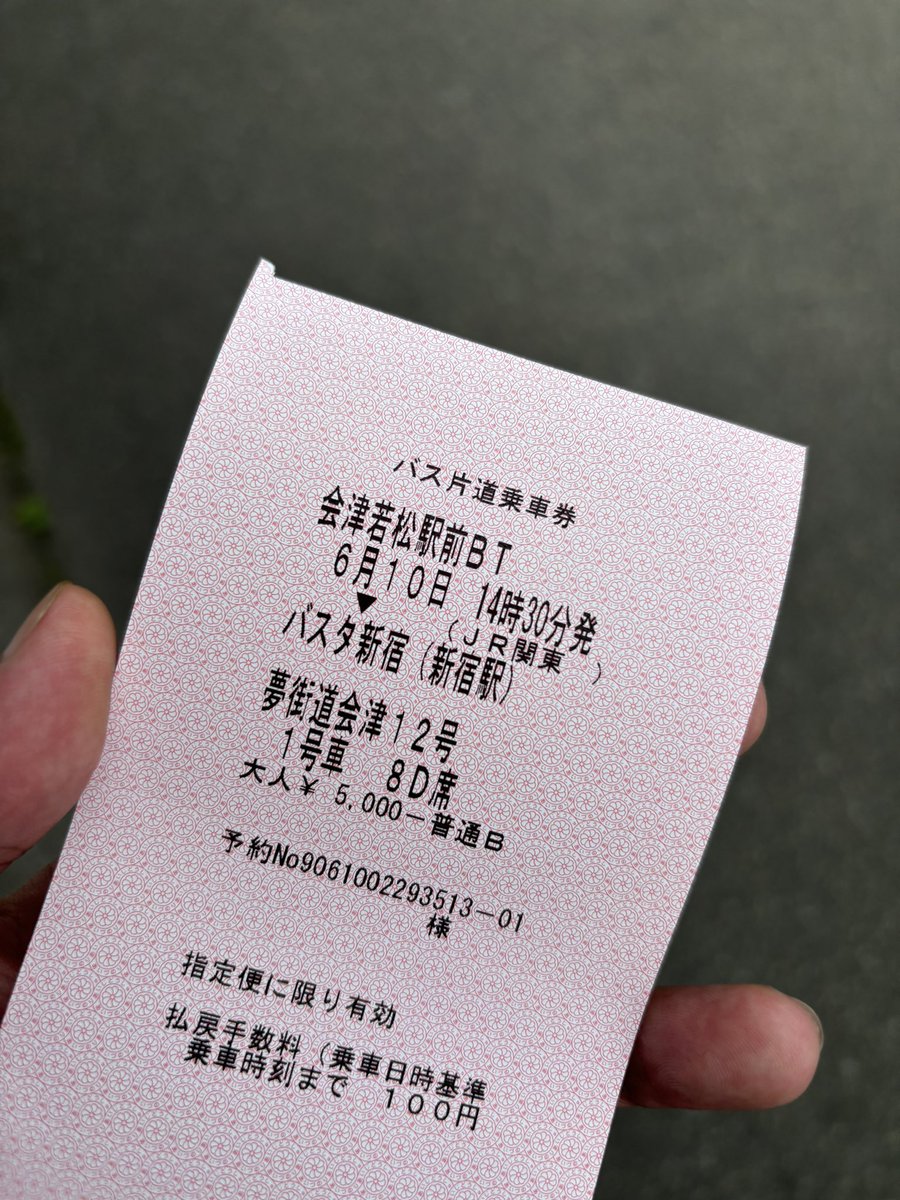 バス片道乗車券
会津若松駅前BT
6月10日 14時30分発
▼ (JR関東 )
バスタ新宿(新宿駅)
夢街道会津12号
1号車 8D席
大人¥ 5,000-普通B
予約No9061002293513-01
様
指定便に限り有効
払戻手数料(乗車日時基準
乗車時刻まで 100円